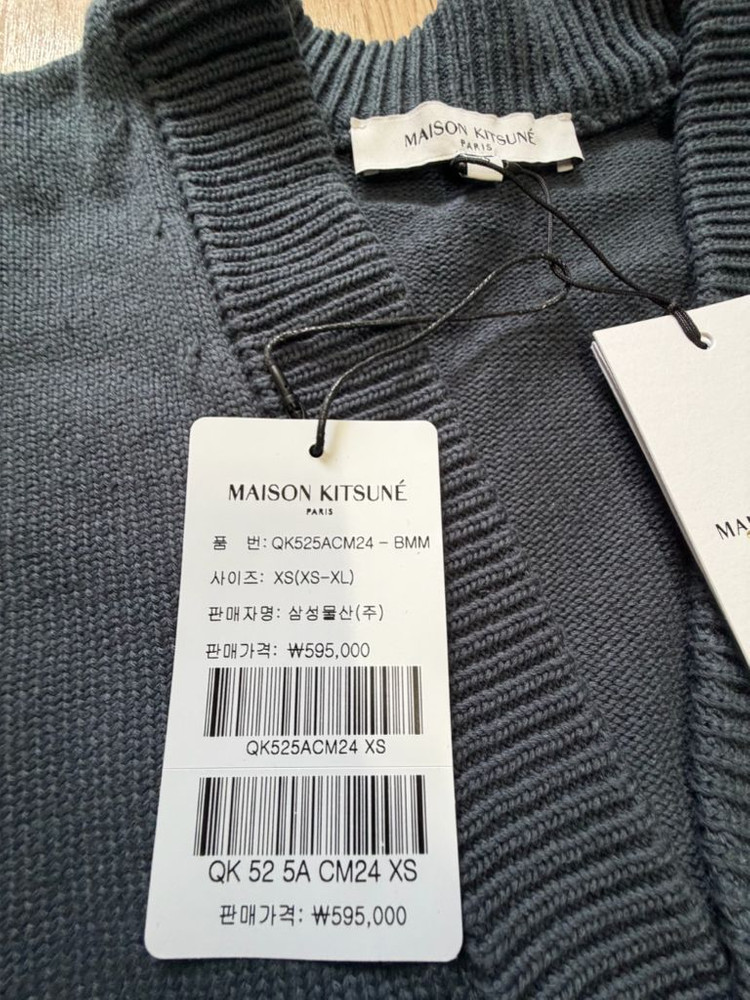 MAISON KITSUNÉ
PARIS
MAISON KITSUNÉ
PARIS
품 번: QK525ACM24 - BMM
사이즈: XS(XS-XL)
판매자명: 삼성물산(주)
판매가격: ₩595,000
QK525ACM24 XS
QK 52 5A CM24 XS
판매가격: ₩595,000